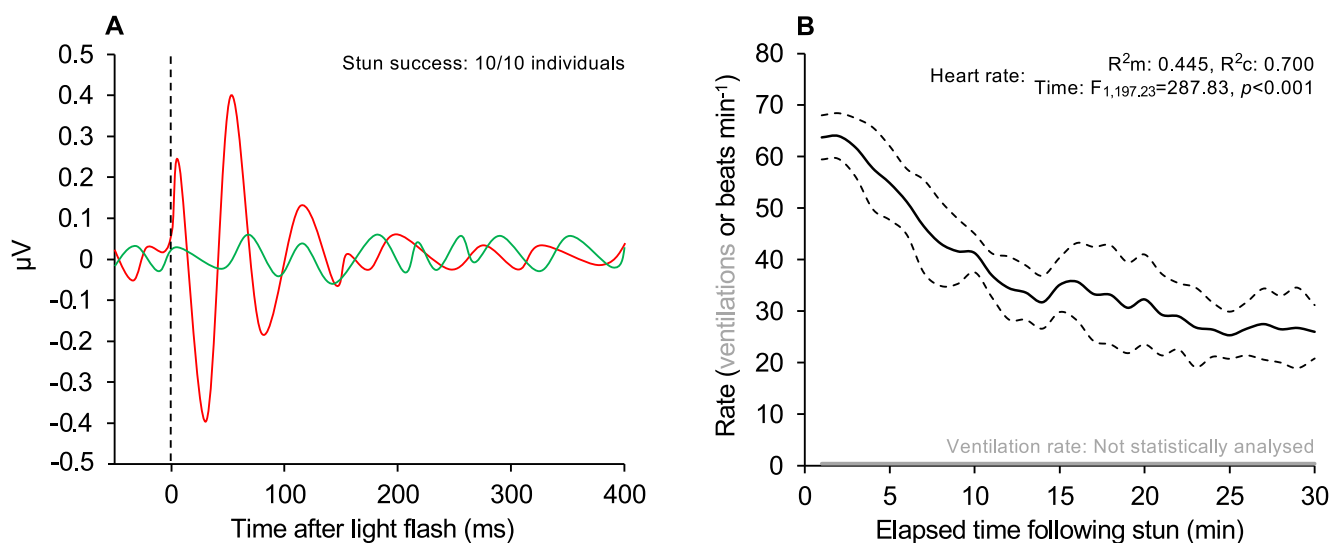 A
Stun success: 10/10 individuals
0.5
0.4
0.3
0.2
0.1
0
-0.1
-0.2
-0.3
-0.4
-0.5
µV
0
100
200
300
400
Time after light flash (ms)
B
Heart rate:
R²m: 0.445, R²c: 0.700
Time: F₁,₁₉₇.₂₃=287.83, p<0.001
80
70
60
50
40
30
20
10
0
Rate (ventilations or beats min⁻¹)
Ventilation rate: Not statistically analysed
0
5
10
15
20
25
30
Elapsed time following stun (min)